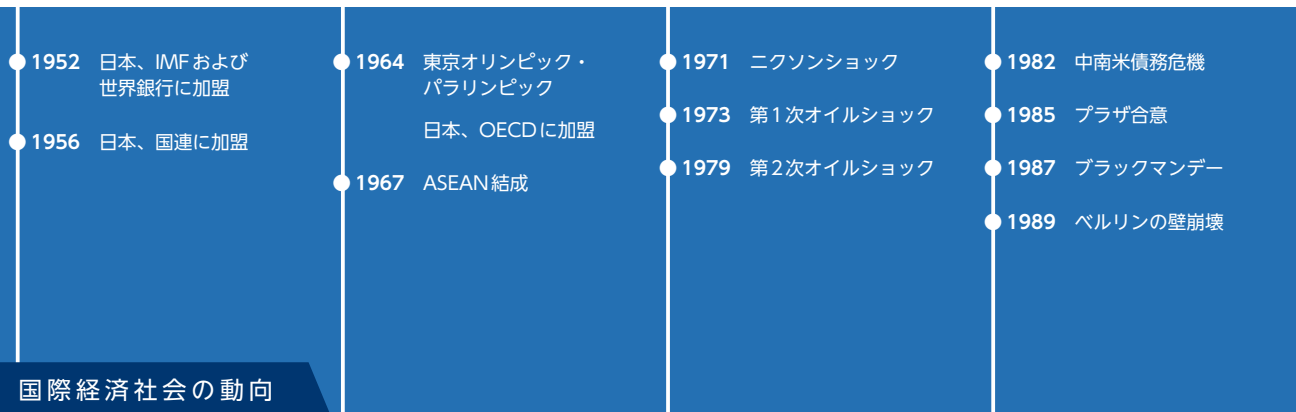 1952 日本、IMFおよび
世界銀行に加盟
1956 日本、国連に加盟
1964 東京オリンピック・
パラリンピック
日本、OECDに加盟
1967 ASEAN結成
1971 ニクソンショック
1973 第1次オイルショック
1979 第2次オイルショック
1982 中南米債務危機
1985 プラザ合意
1987 ブラックマンデー
1989 ベルリンの壁崩壊
国際経済社会の動向